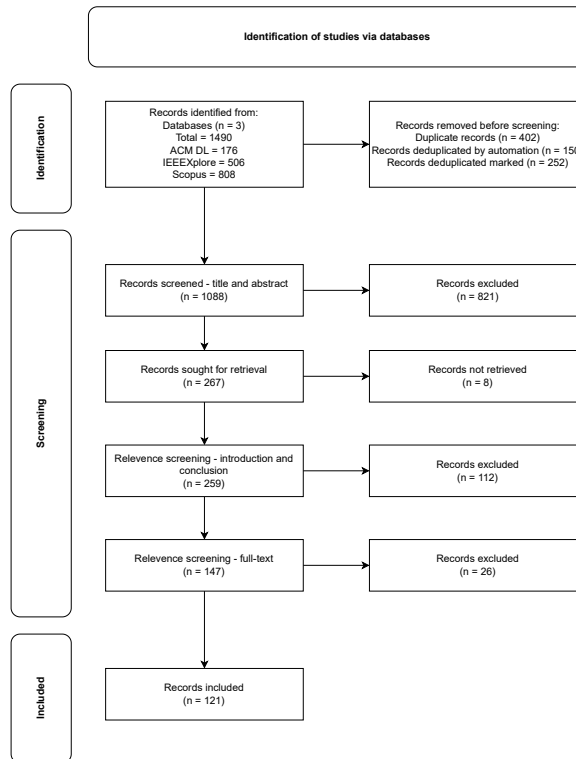 Identification of studies via databases
Identification
Records identified from:
Databases (n = 3)
Total = 1490
ACM DL = 176
IEEEXplore = 506
Scopus = 808
Records removed before screening:
Duplicate records (n = 402)
Records deduplicated by automation (n = 150
Records deduplicated marked (n = 252)
Screening
Records screened - title and abstract
(n = 1088)
Records excluded
(n = 821)
Records sought for retrieval
(n = 267)
Records not retrieved
(n = 8)
Relevence screening - introduction and
conclusion
(n = 259)
Records excluded
(n = 112)
Relevence screening - full-text
(n = 147)
Records excluded
(n = 26)
Included
Records included
(n = 121)